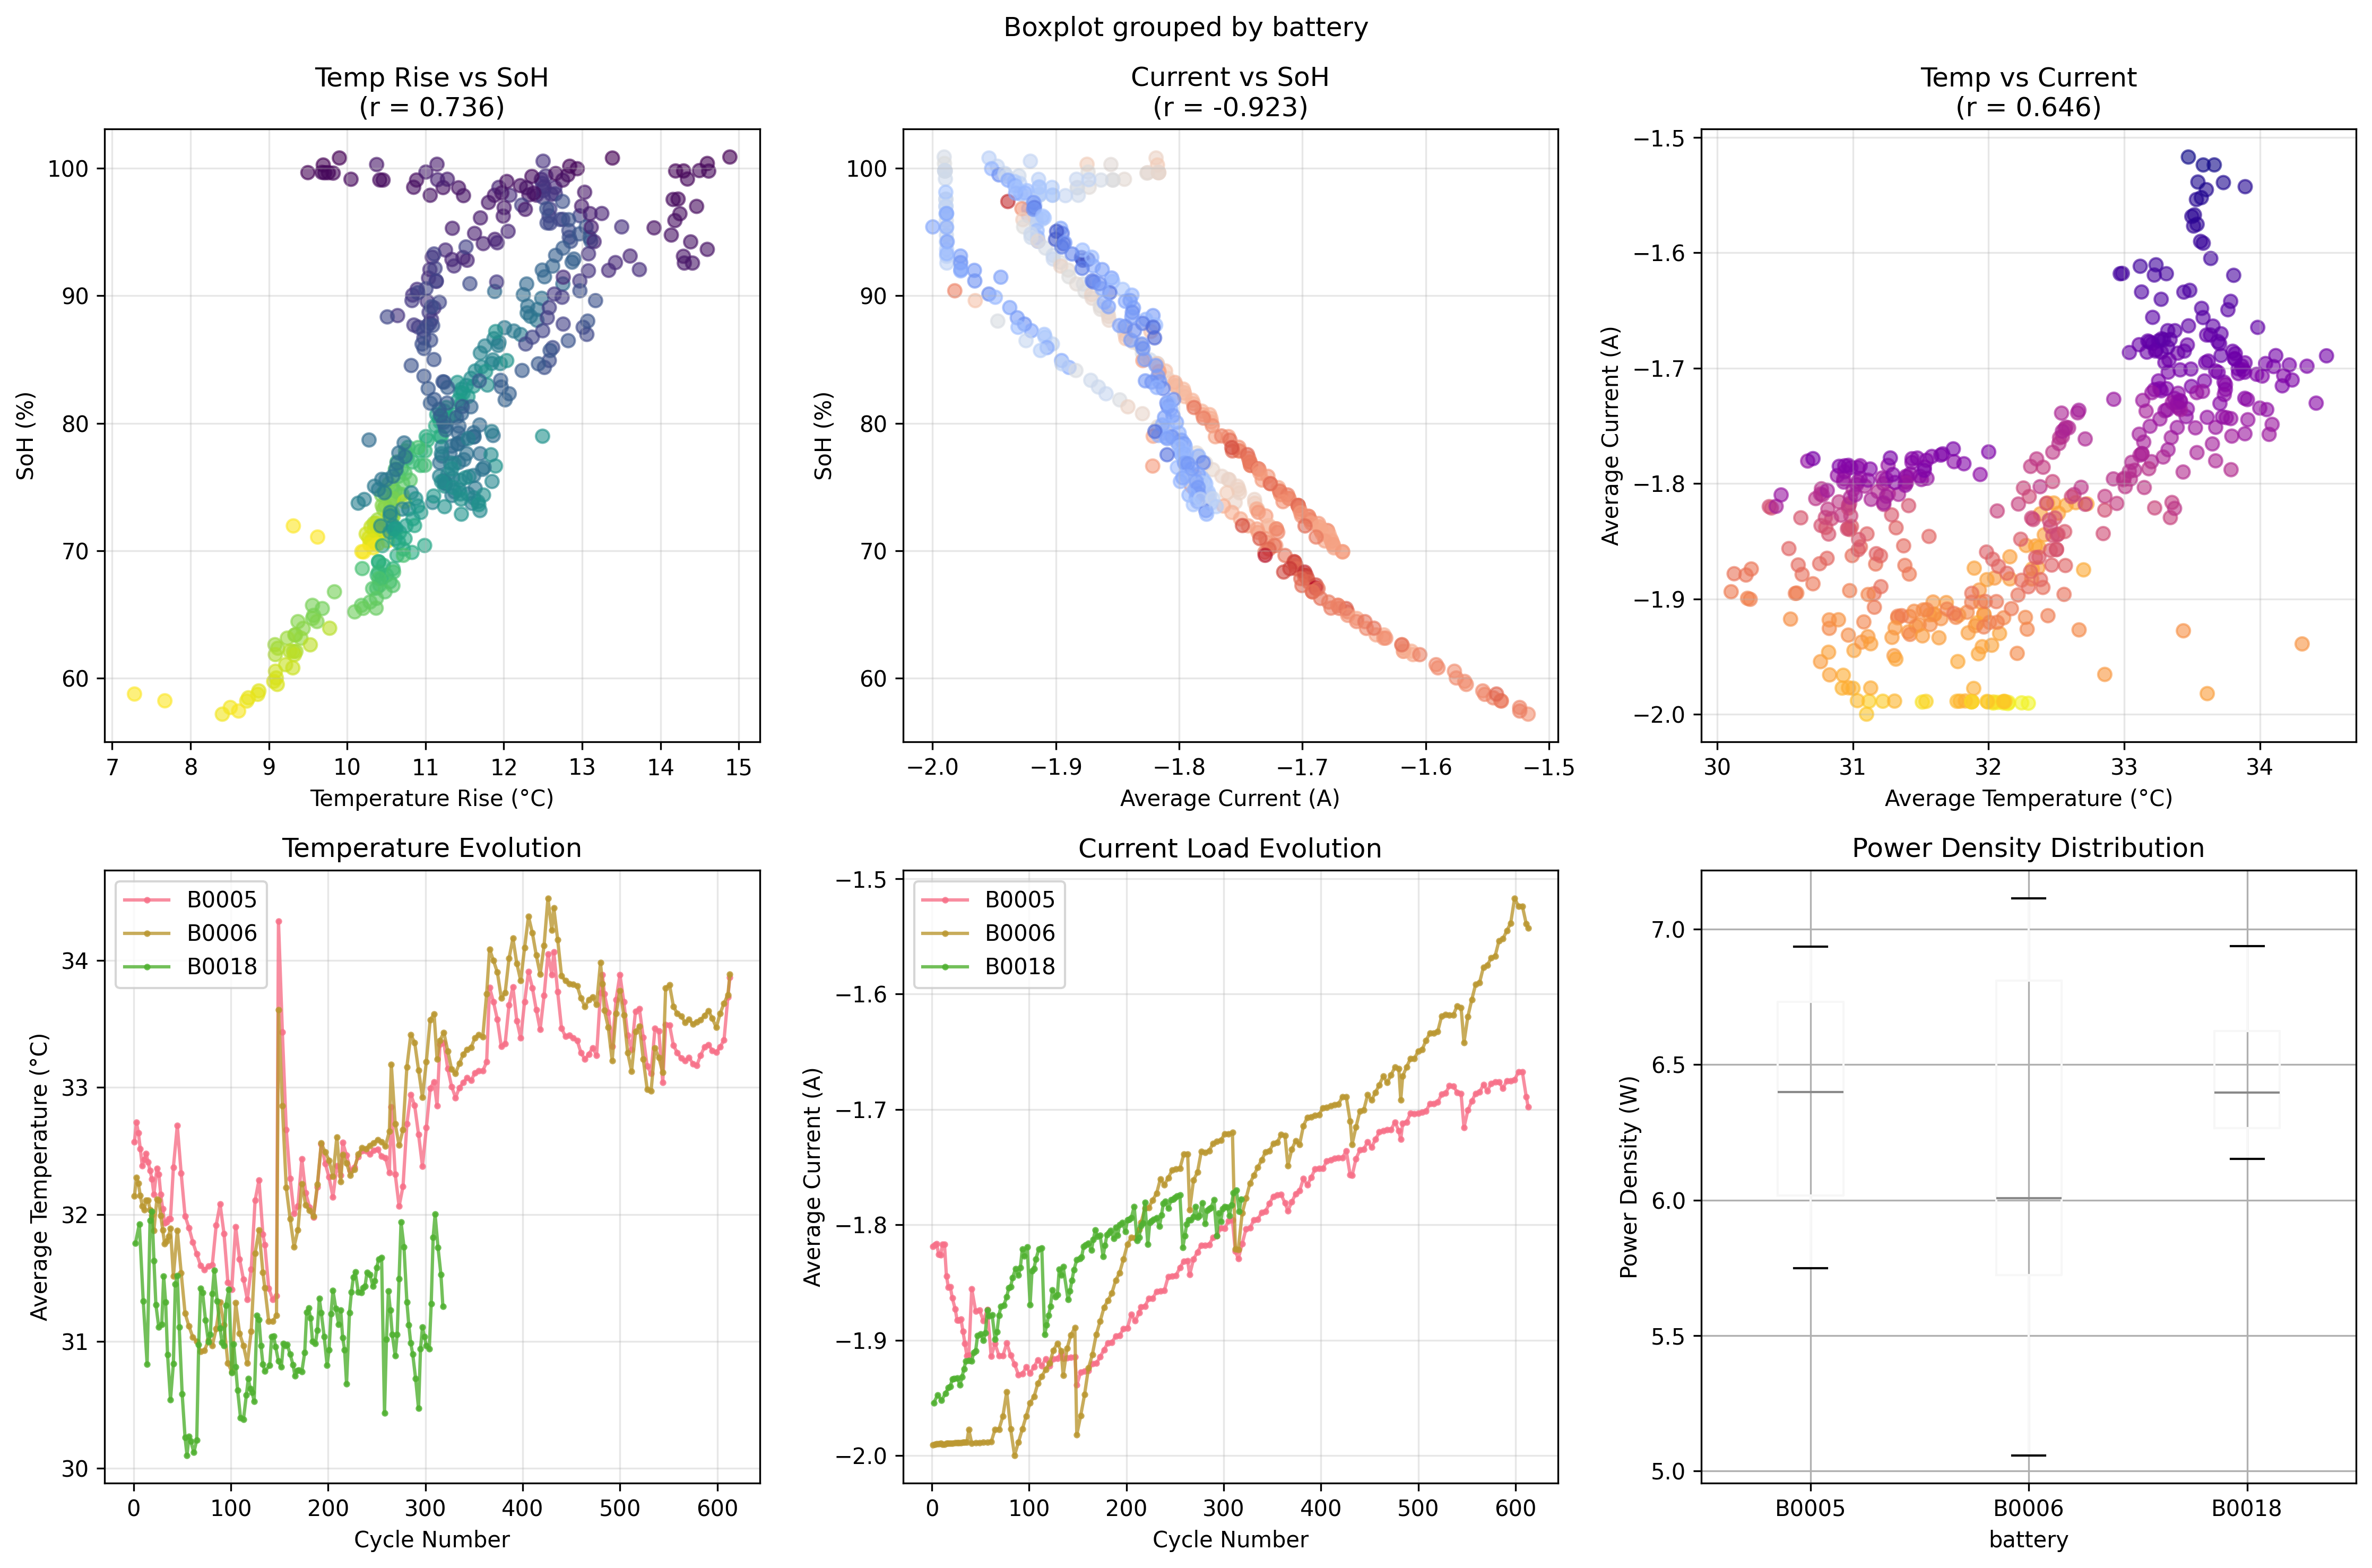 Boxplot grouped by battery
Temp Rise vs SoH
(r = 0.736)
SoH (%)
100
90
80
70
60
7 8 9 10 11 12 13 14 15
Temperature Rise (°C)
Current vs SoH
(r = -0.923)
SoH (%)
100
90
80
70
60
−2.0 −1.9 −1.8 −1.7 −1.6 −1.5
Average Current (A)
Temp vs Current
(r = 0.646)
Average Current (A)
−1.5
−1.6
−1.7
−1.8
−1.9
−2.0
30 31 32 33 34
Average Temperature (°C)
Temperature Evolution
B0005
B0006
B0018
Average Temperature (°C)
34
33
32
31
30
0 100 200 300 400 500 600
Cycle Number
Current Load Evolution
B0005
B0006
B0018
Average Current (A)
−1.5
−1.6
−1.7
−1.8
−1.9
−2.0
0 100 200 300 400 500 600
Cycle Number
Power Density Distribution
Power Density (W)
7.0
6.5
6.0
5.5
5.0
B0005 B0006 B0018
battery